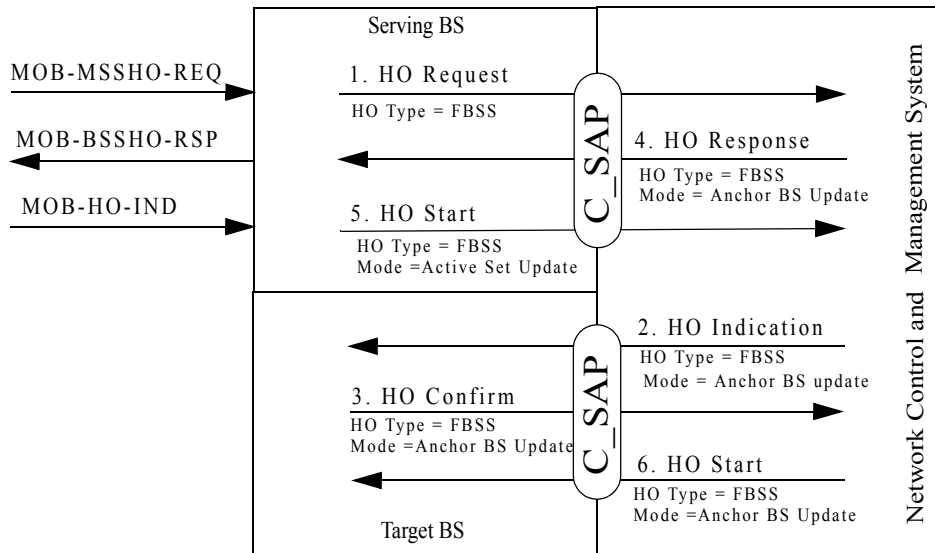 Serving BS
MOB-MSSHO-REQ
1. HO Request
HO Type = FBSS
MOB-BSSHO-RSP
4. HO Response
HO Type = FBSS
Mode = Anchor BS Update
MOB-HO-IND
5. HO Start
HO Type = FBSS
Mode =Active Set Update
C_SAP
2. HO Indication
HO Type = FBSS
Mode = Anchor BS update
3. HO Confirm
HO Type = FBSS
Mode =Anchor BS Update
C_SAP
6. HO Start
HO Type = FBSS
Mode =Anchor BS Update
Target BS
Network Control and Management System